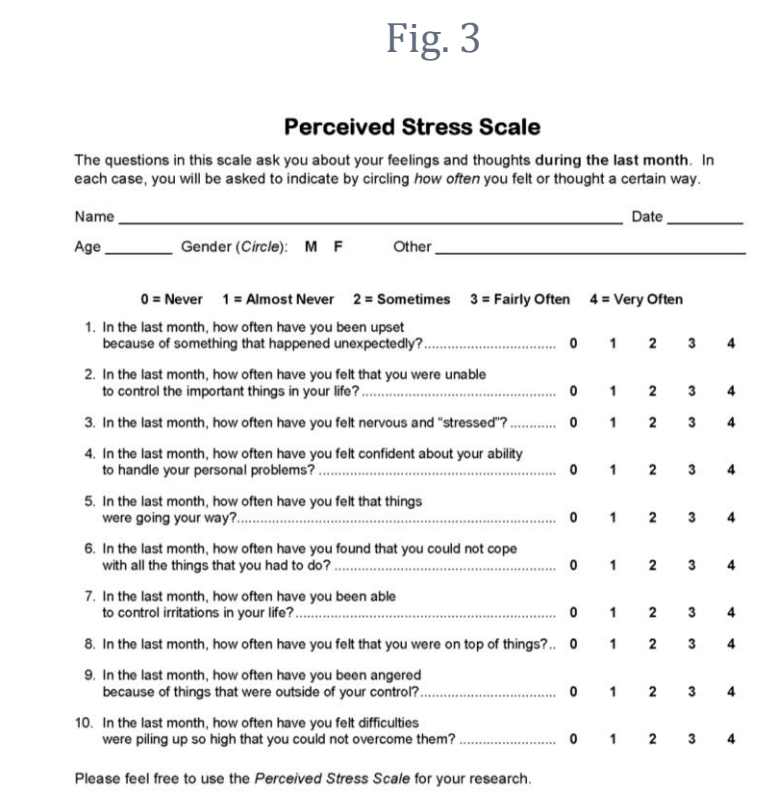 Fig. 3
Perceived Stress Scale
The questions in this scale ask you about your feelings and thoughts during the last month. In
each case, you will be asked to indicate by circling how often you felt or thought a certain way.
Name ______ Date ______
Age ______ Gender (Circle): M F Other ______
0 = Never 1 = Almost Never 2 = Sometimes 3 = Fairly Often 4 = Very Often
1. In the last month, how often have you been upset
because of something that happened unexpectedly?.................................. 0 1 2 3 4
2. In the last month, how often have you felt that you were unable
to control the important things in your life? .................................................. 0 1 2 3 4
3. In the last month, how often have you felt nervous and "stressed"? ............ 0 1 2 3 4
4. In the last month, how often have you felt confident about your ability
to handle your personal problems? ............................................................. 0 1 2 3 4
5. In the last month, how often have you felt that things
were going your way?.................................................................................. 0 1 2 3 4
6. In the last month, how often have you found that you could not cope
with all the things that you had to do? ......................................................... 0 1 2 3 4
7. In the last month, how often have you been able
to control irritations in your life?.................................................................... 0 1 2 3 4
8. In the last month, how often have you felt that you were on top of things?.. 0 1 2 3 4
9. In the last month, how often have you been angered
because of things that were outside of your control?................................... 0 1 2 3 4
10. In the last month, how often have you felt difficulties
were piling up so high that you could not overcome them? ......................... 0 1 2 3 4
Please feel free to use the Perceived Stress Scale for your research.